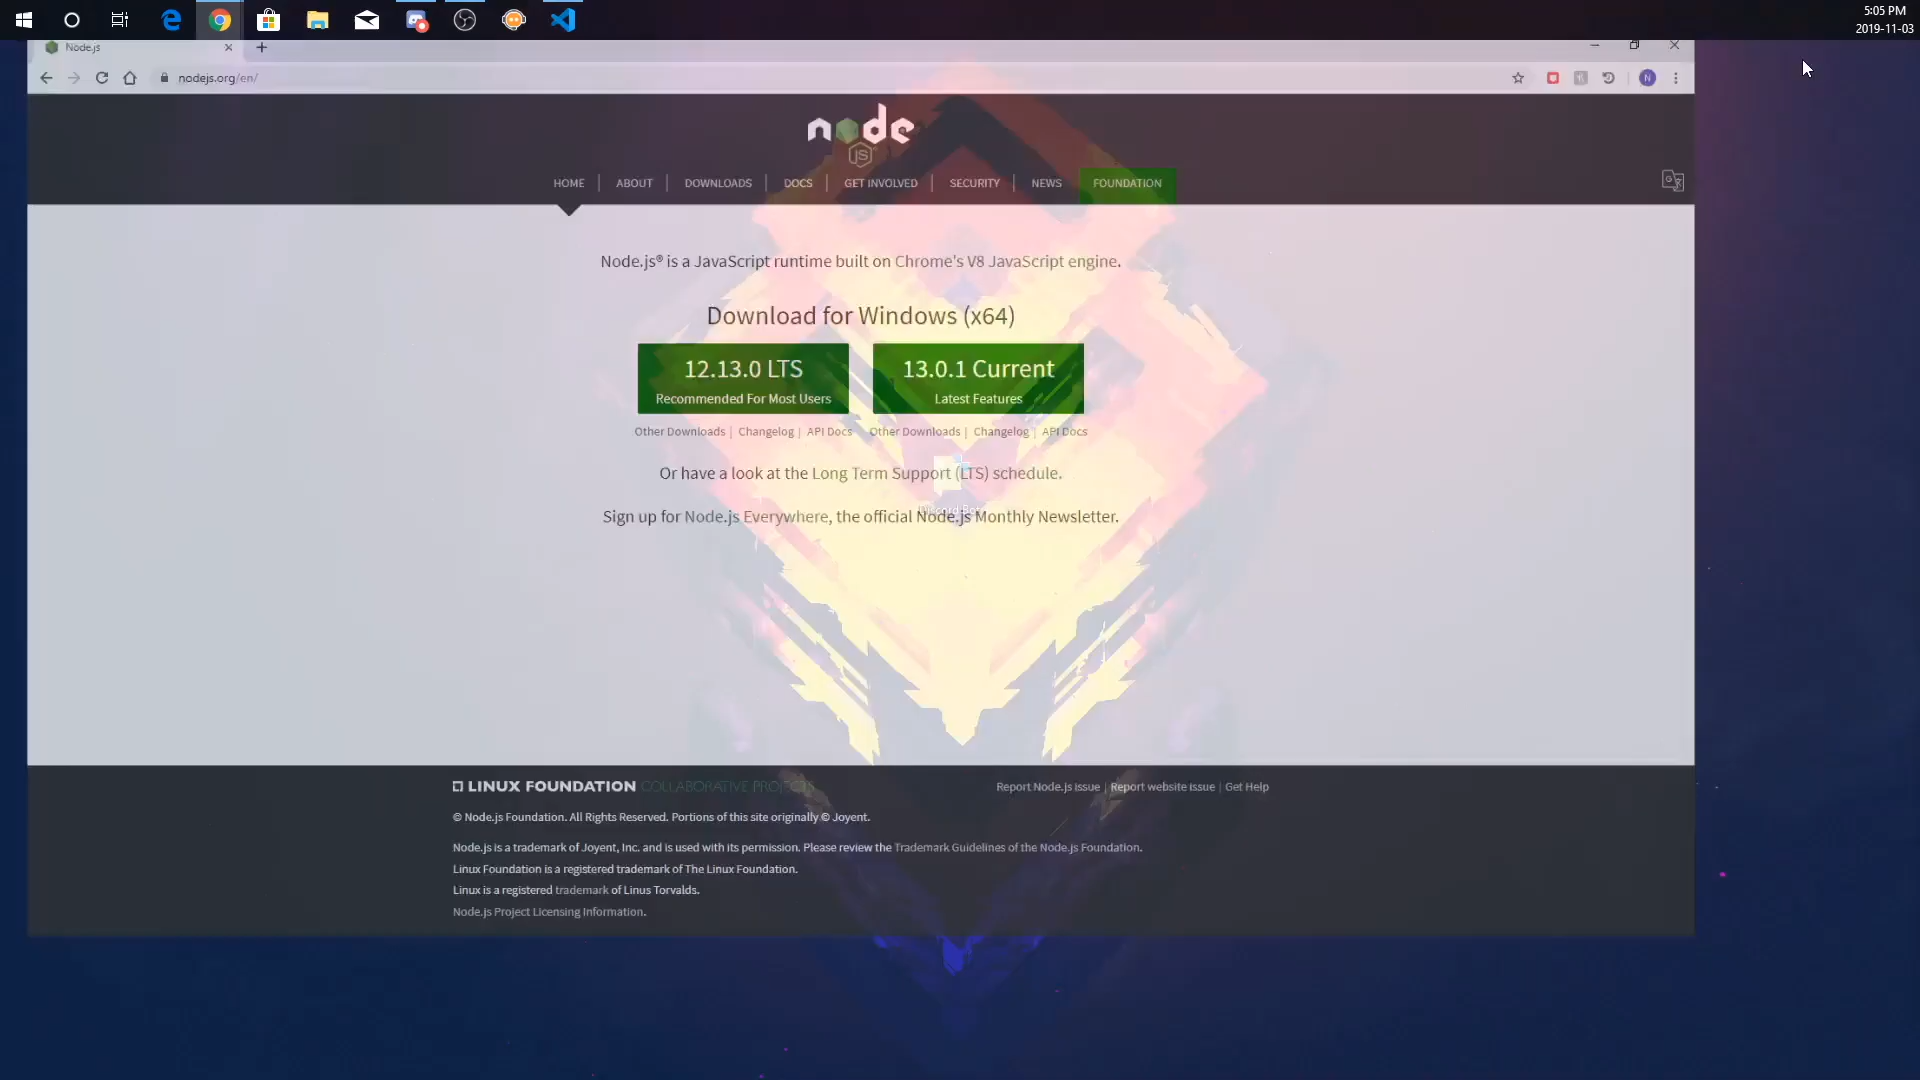 5:05 PM
2019-11-03
Node.js
nodejs.org/en/
N
node
JS
HOME
ABOUT
DOWNLOADS
DOCS
GET INVOLVED
SECURITY
NEWS
FOUNDATION
Node.js® is a JavaScript runtime built on Chrome's V8 JavaScript engine.
Download for Windows (x64)
12.13.0 LTS
Recommended For Most Users
13.0.1 Current
Latest Features
Other Downloads | Changelog | API Docs
Other Downloads | Changelog | API Docs
Or have a look at the Long Term Support (LTS) schedule.
Discord Bot
Sign up for Node.js Everywhere, the official Node.js Monthly Newsletter.
LINUX FOUNDATION COLLABORATIVE PROJECTS
Report Node.js issue | Report website issue | Get Help
© Node.js Foundation. All Rights Reserved. Portions of this site originally © Joyent.
Node.js is a trademark of Joyent, Inc. and is used with its permission. Please review the Trademark Guidelines of the Node.js Foundation.
Linux Foundation is a registered trademark of The Linux Foundation.
Linux is a registered trademark of Linus Torvalds.
Node.js Project Licensing Information.